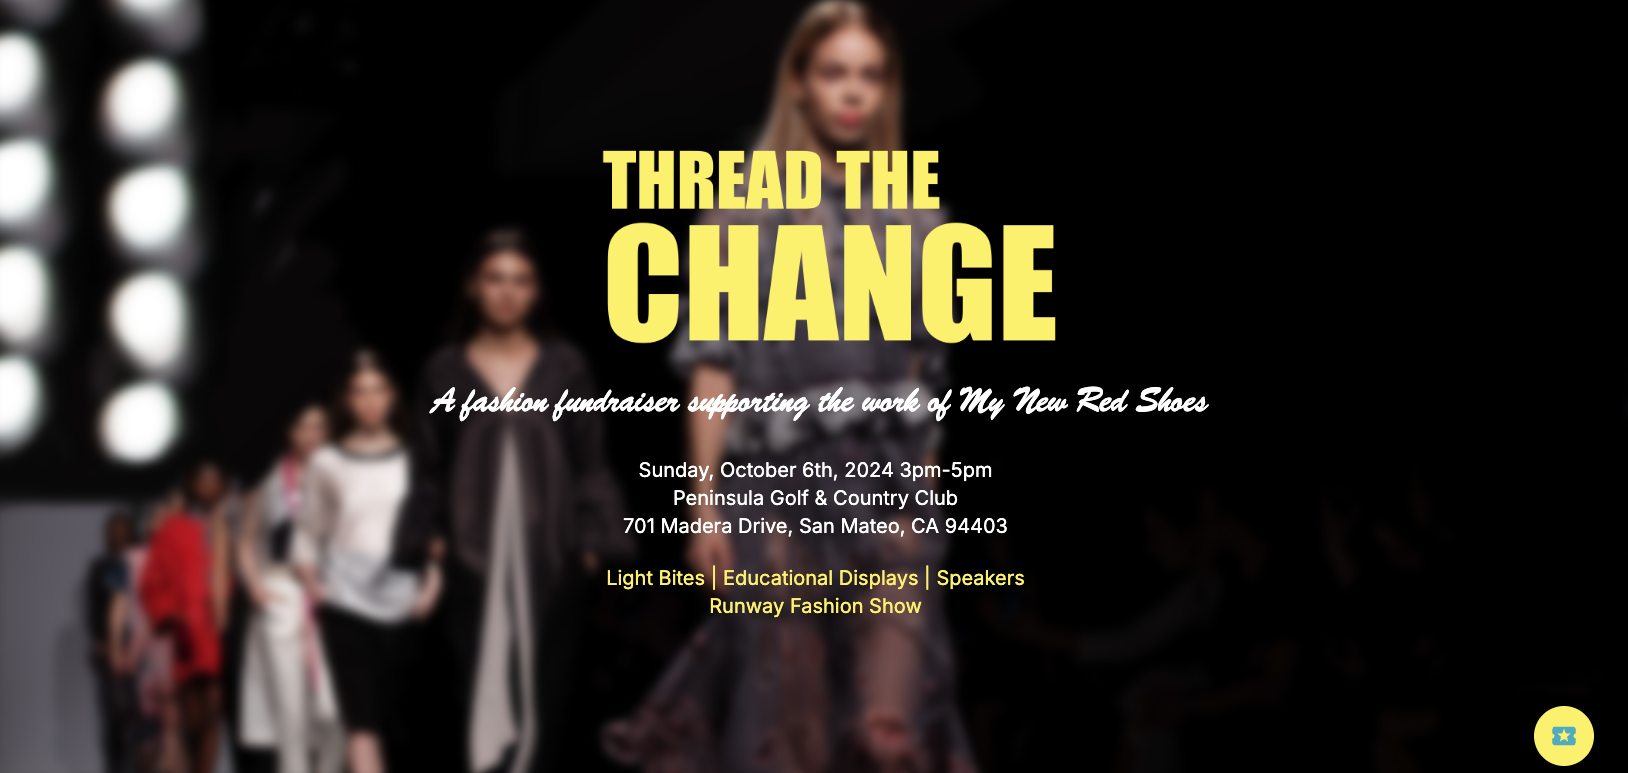 THREAD THE
CHANGE
A fashion fundraiser supporting the work of My New Red Shoes
Sunday, October 6th, 2024 3pm-5pm
Peninsula Golf & Country Club
701 Madera Drive, San Mateo, CA 94403
Light Bites | Educational Displays | Speakers
Runway Fashion Show